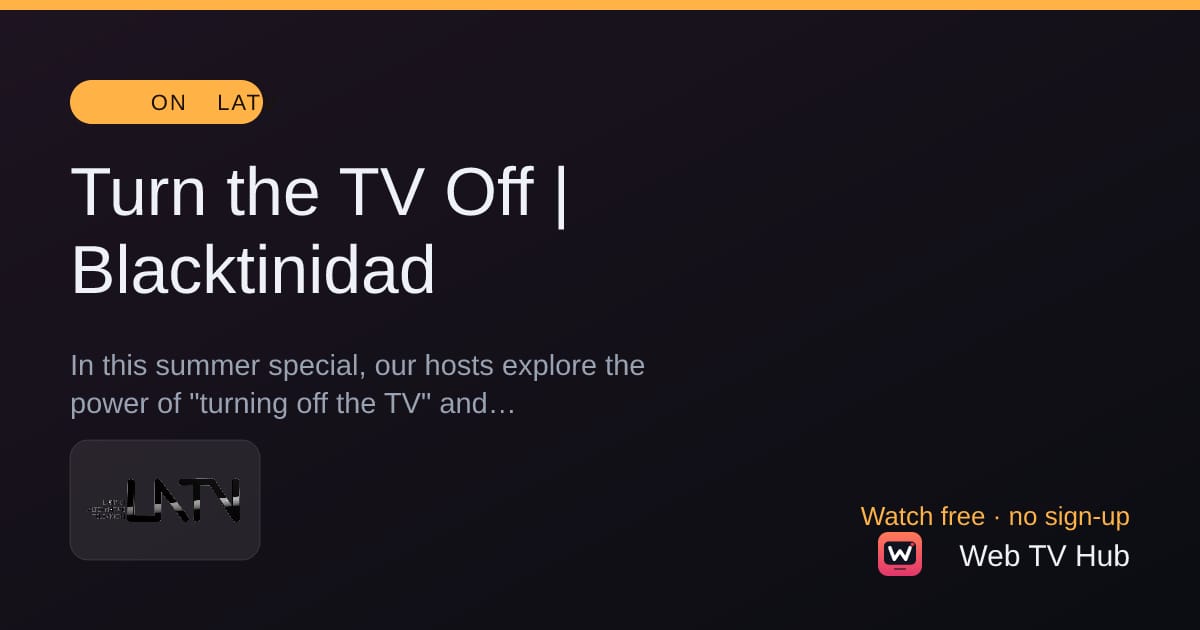 ON LAT
Turn the TV Off |
Blacktinidad
In this summer special, our hosts explore the
power of "turning off the TV" and…
LATV
Watch free · no sign-up
W
Web TV Hub